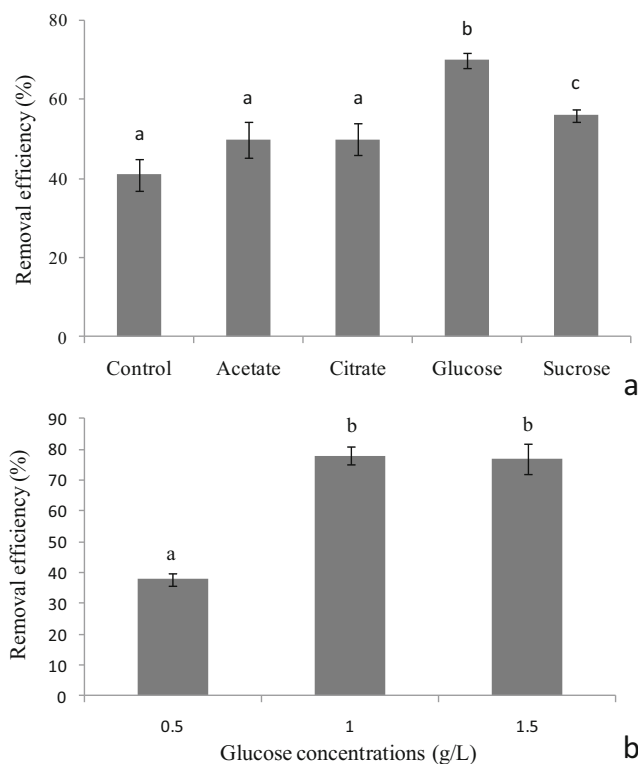 80
b
c
60
a
a
a
40
20
0
Removal efficiency (%)
Control Acetate Citrate Glucose Sucrose
a
90
80
70
60
50
40
30
20
10
0
b
b
a
Removal efficiency (%)
0.5 1 1.5
Glucose concentrations (g/L)
b